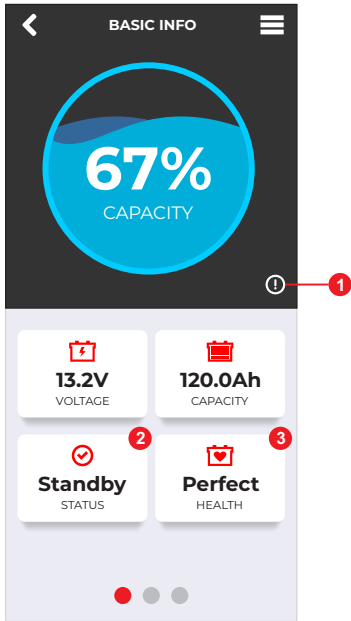 BASIC INFO
67%
CAPACITY
1
13.2V
VOLTAGE
120.0Ah
CAPACITY
2
Standby
STATUS
3
Perfect
HEALTH